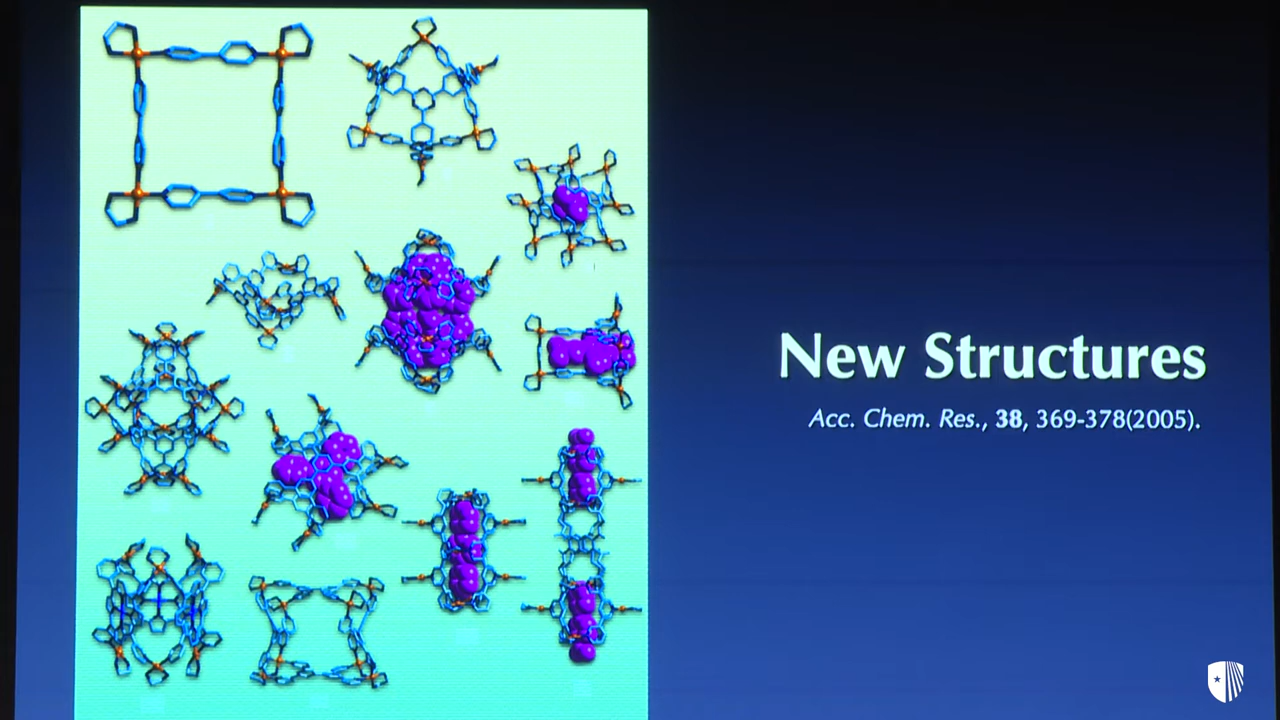 New Structures
Acc. Chem. Res., 38, 369-378(2005).